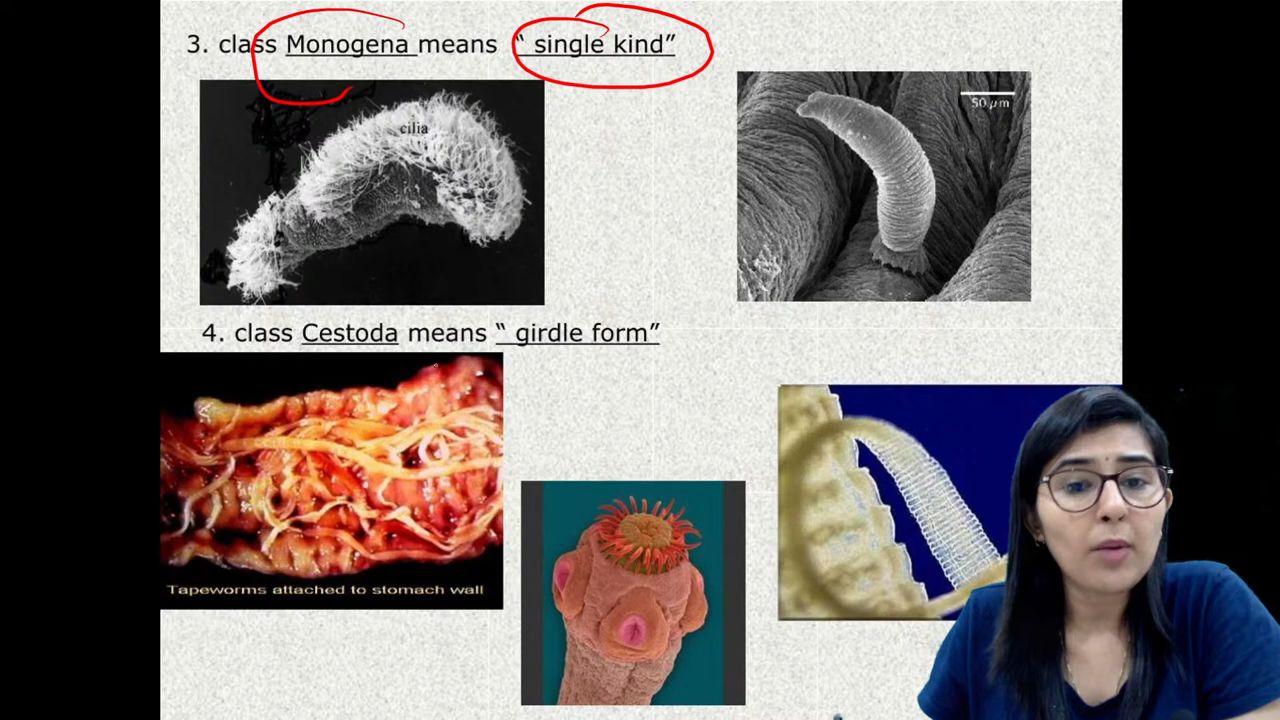 3. class Monogena means “ single kind”
cilia
50 µm
4. class Cestoda means “ girdle form”
Tapeworms attached to stomach wall